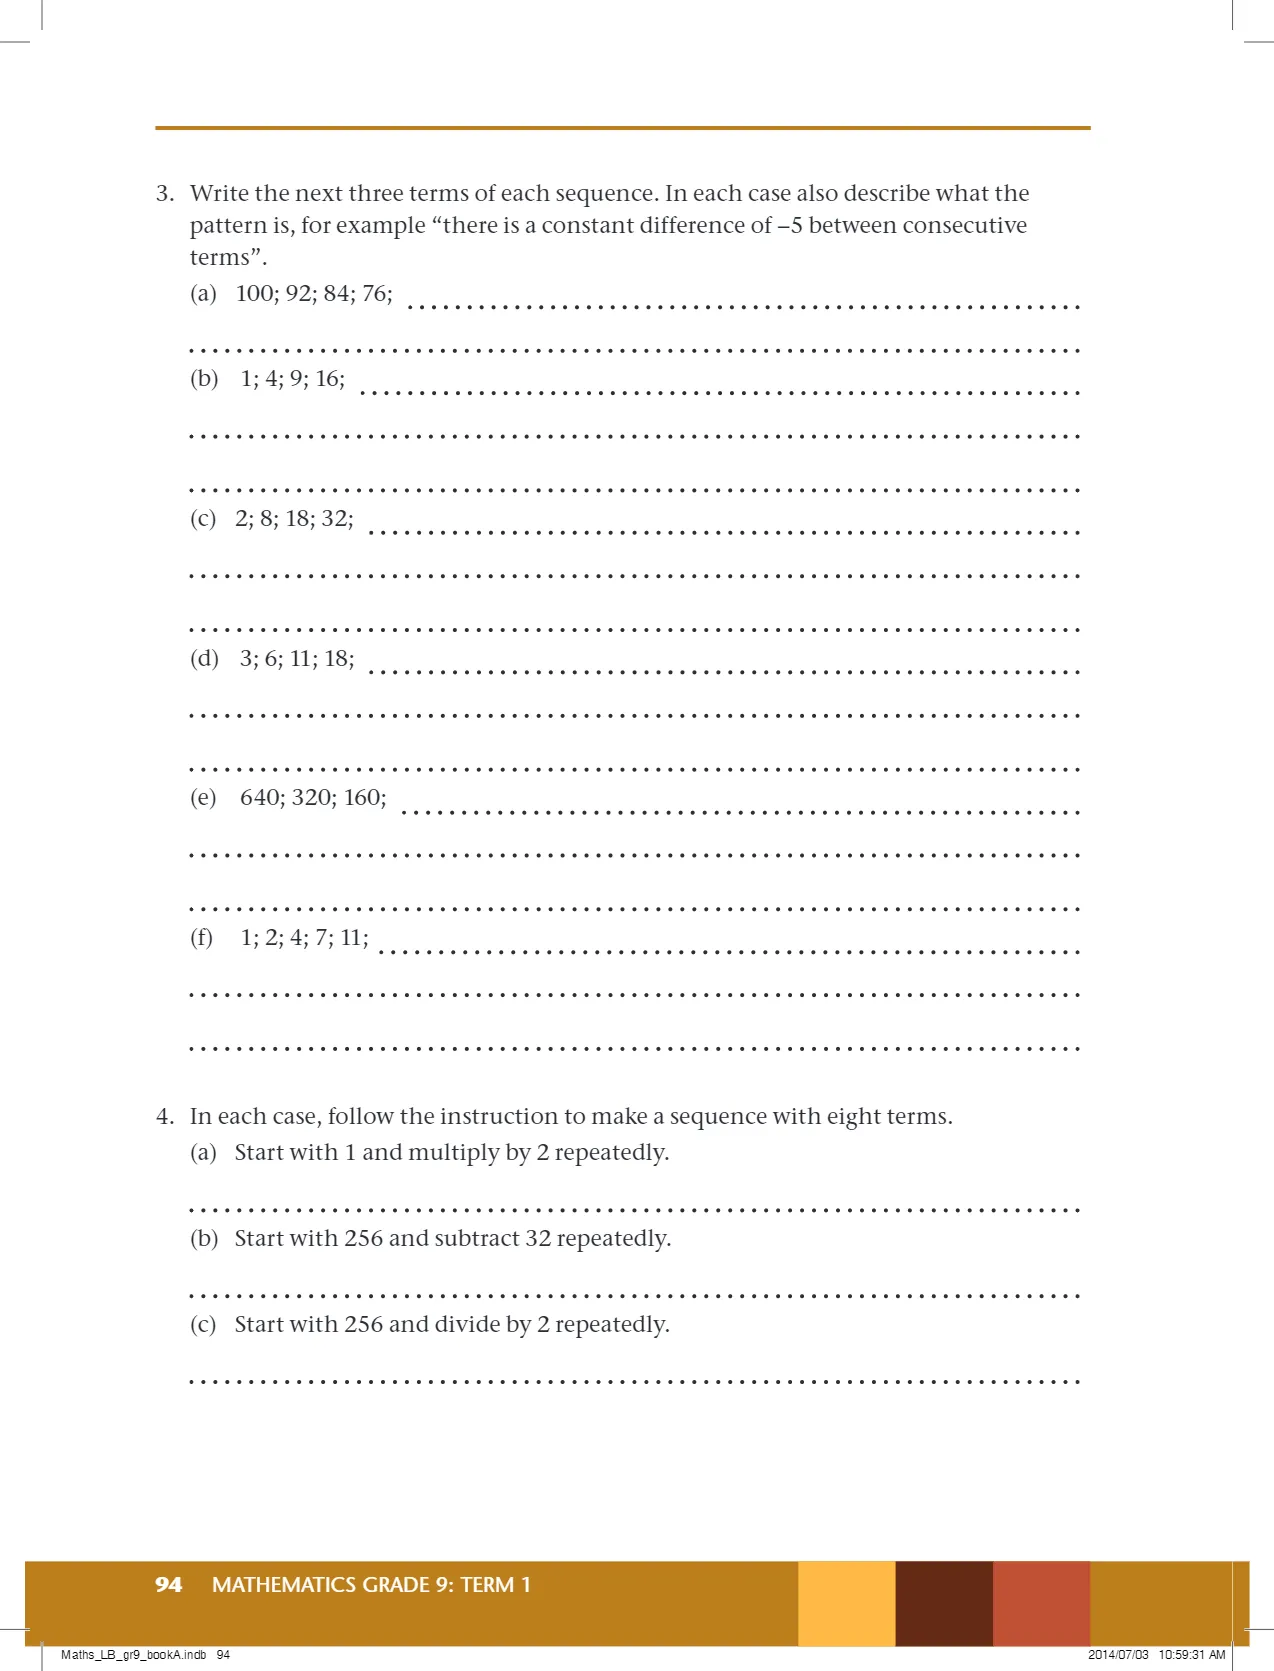 3. Write the next three terms of each sequence. In each case also describe what the
pattern is, for example “there is a constant difference of –5 between consecutive
terms”.
(a) 100; 92; 84; 76;
(b) 1; 4; 9; 16;
(c) 2; 8; 18; 32;
(d) 3; 6; 11; 18;
(e) 640; 320; 160;
(f) 1; 2; 4; 7; 11;
4. In each case, follow the instruction to make a sequence with eight terms.
(a) Start with 1 and multiply by 2 repeatedly.
(b) Start with 256 and subtract 32 repeatedly.
(c) Start with 256 and divide by 2 repeatedly.
94 MATHEMATICS GRADE 9: TERM 1
Maths_LB_gr9_bookA.indb 94 2014/07/03 10:59:31 AM